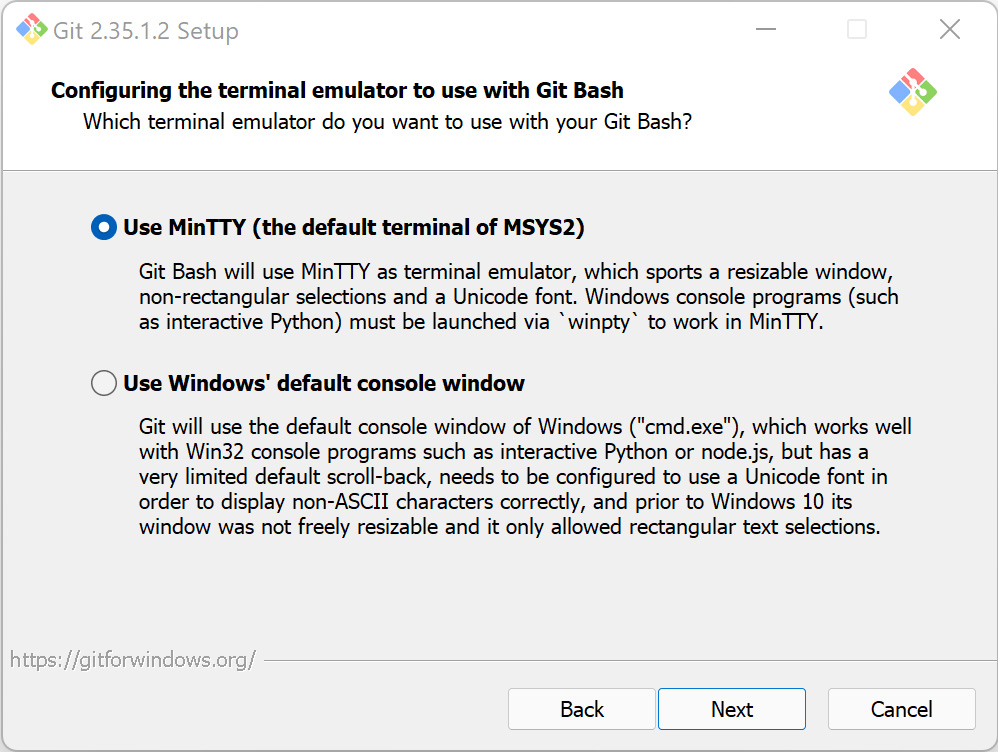 Git 2.35.1.2 Setup
Configuring the terminal emulator to use with Git Bash
Which terminal emulator do you want to use with your Git Bash?
Use MinTTY (the default terminal of MSYS2)
Git Bash will use MinTTY as terminal emulator, which sports a resizable window,
non-rectangular selections and a Unicode font. Windows console programs (such
as interactive Python) must be launched via `winpty` to work in MinTTY.
Use Windows' default console window
Git will use the default console window of Windows ("cmd.exe"), which works well
with Win32 console programs such as interactive Python or node.js, but has a
very limited default scroll-back, needs to be configured to use a Unicode font in
order to display non-ASCII characters correctly, and prior to Windows 10 its
window was not freely resizable and it only allowed rectangular text selections.
https://gitforwindows.org/
Back Next Cancel